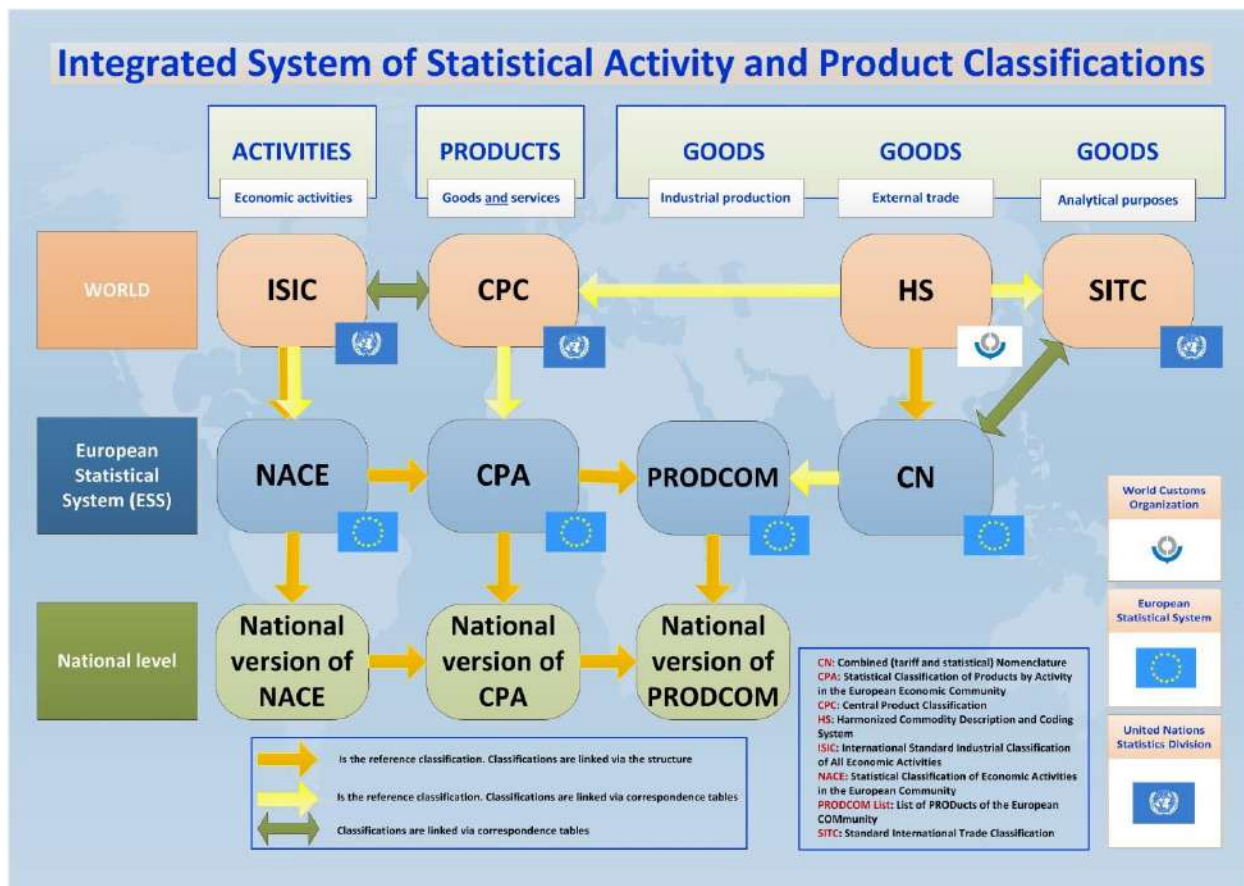 Integrated System of Statistical Activity and Product Classifications
ACTIVITIES
Economic activities
PRODUCTS
Goods and services
GOODS
Industrial production
GOODS
External trade
GOODS
Analytical purposes
WORLD
ISIC
CPC
HS
SITC
European
Statistical
System (ESS)
NACE
CPA
PRODCOM
CN
National level
National
version of
NACE
National
version of
CPA
National
version of
PRODCOM
World Customs
Organization
European
Statistical System
United Nations
Statistics Division
Is the reference classification. Classifications are linked via the structure
Is the reference classification. Classifications are linked via correspondence tables
Classifications are linked via correspondence tables
CN: Combined (tariff and statistical) Nomenclature
CPA: Statistical Classification of Products by Activity
in the European Economic Community
CPC: Central Product Classification
HS: Harmonized Commodity Description and Coding
System
ISIC: International Standard Industrial Classification
of All Economic Activities
NACE: Statistical Classification of Economic Activities
in the European Community
PRODCOM List: List of PRODucts of the European
COMmunity
SITC: Standard International Trade Classification